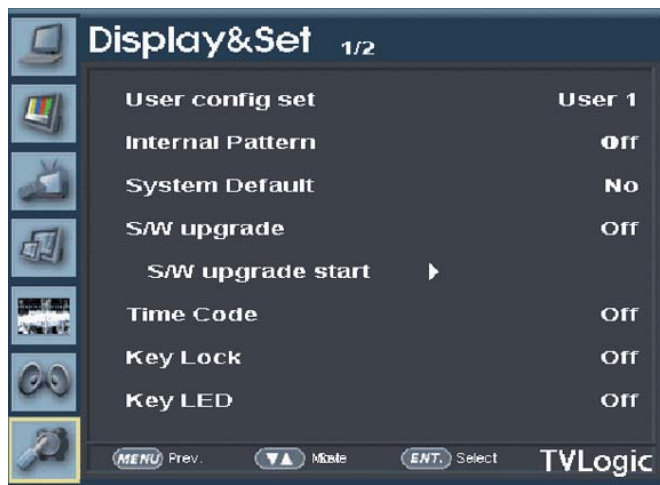 Display&Set 1/2
User config set User 1
Internal Pattern Off
System Default No
S/W upgrade Off
S/W upgrade start
Time Code Off
Key Lock Off
Key LED Off
MENU Prev. ENT. Select TVLogic